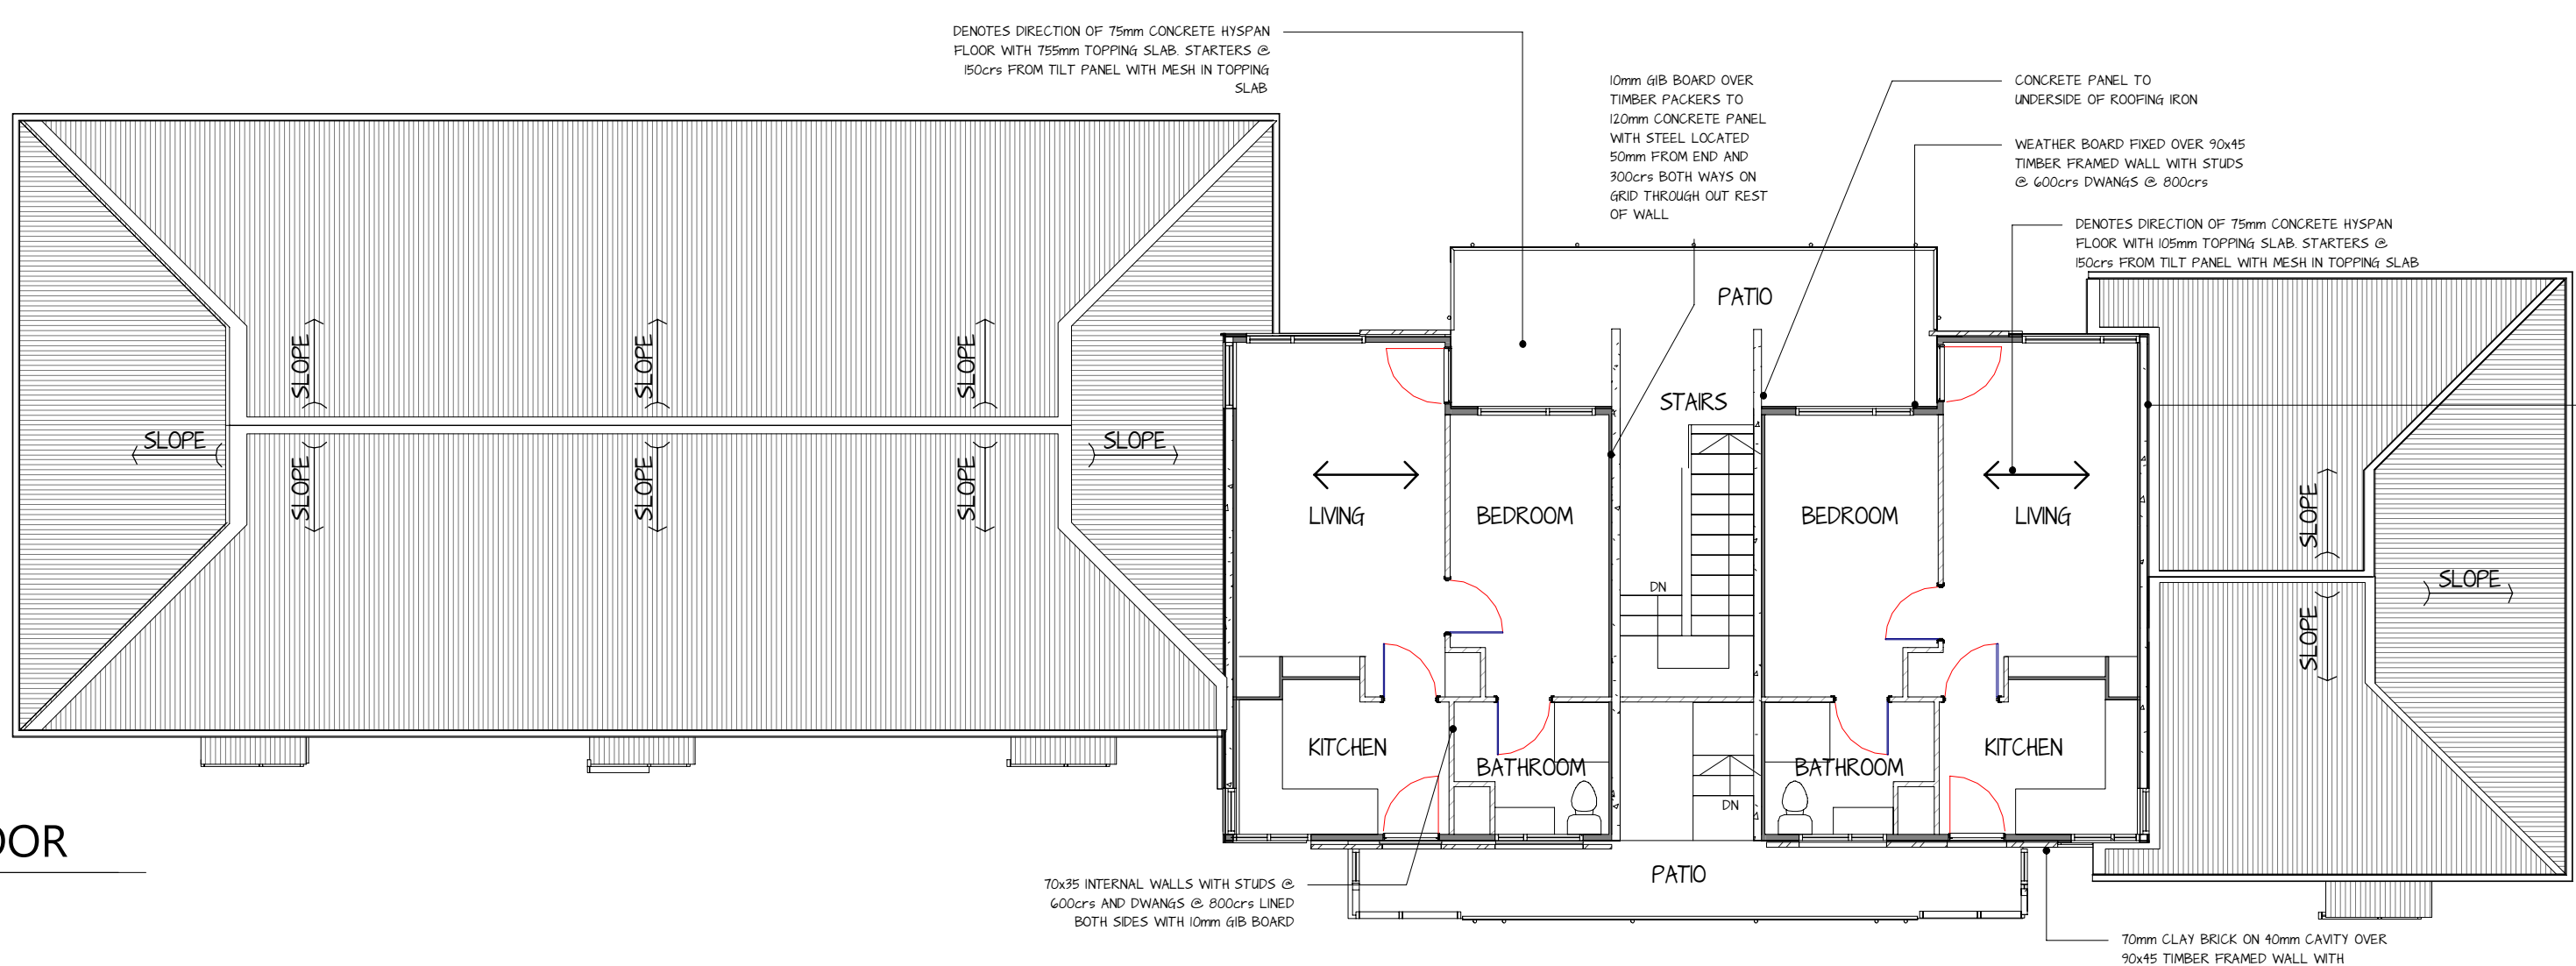 DENOTES DIRECTION OF 75mm CONCRETE HYSPAN
FLOOR WITH 755mm TOPPING SLAB. STARTERS @
150crs FROM TILT PANEL WITH MESH IN TOPPING
SLAB
10mm GIB BOARD OVER
TIMBER PACKERS TO
120mm CONCRETE PANEL
WITH STEEL LOCATED
50mm FROM END AND
300crs BOTH WAYS ON
GRID THROUGH OUT REST
OF WALL
CONCRETE PANEL TO
UNDERSIDE OF ROOFING IRON
WEATHER BOARD FIXED OVER 90x45
TIMBER FRAMED WALL WITH STUDS
@ 600crs DWANGS @ 800crs
DENOTES DIRECTION OF 75mm CONCRETE HYSPAN
FLOOR WITH 105mm TOPPING SLAB. STARTERS @
150crs FROM TILT PANEL WITH MESH IN TOPPING SLAB
PATIO
SLOPE
SLOPE
SLOPE
STAIRS
SLOPE
SLOPE
SLOPE
SLOPE
SLOPE
LIVING
BEDROOM
BEDROOM
LIVING
SLOPE
SLOPE
SLOPE
DN
KITCHEN
BATHROOM
BATHROOM
KITCHEN
DN
OOR
PATIO
70x35 INTERNAL WALLS WITH STUDS @
600crs AND DWANGS @ 800crs LINED
BOTH SIDES WITH 10mm GIB BOARD
70mm CLAY BRICK ON 40mm CAVITY OVER
90x45 TIMBER FRAMED WALL WITH